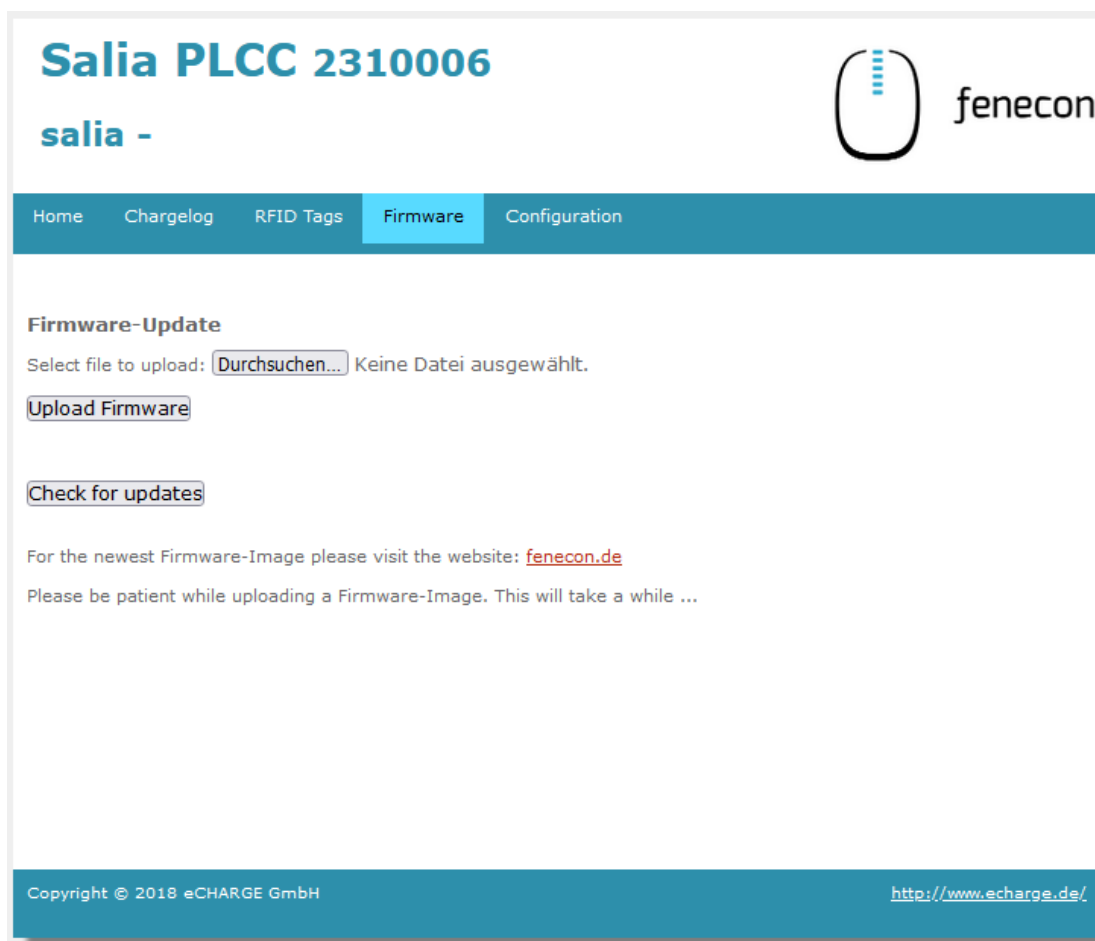 Salia PLCC 2310006
salia -
fenecon
Home Chargelog RFID Tags Firmware Configuration
Firmware-Update
Select file to upload: Durchsuchen... Keine Datei ausgewählt.
Upload Firmware
Check for updates
For the newest Firmware-Image please visit the website: fenecon.de
Please be patient while uploading a Firmware-Image. This will take a while ...
Copyright © 2018 eCHARGE GmbH http://www.echarge.de/